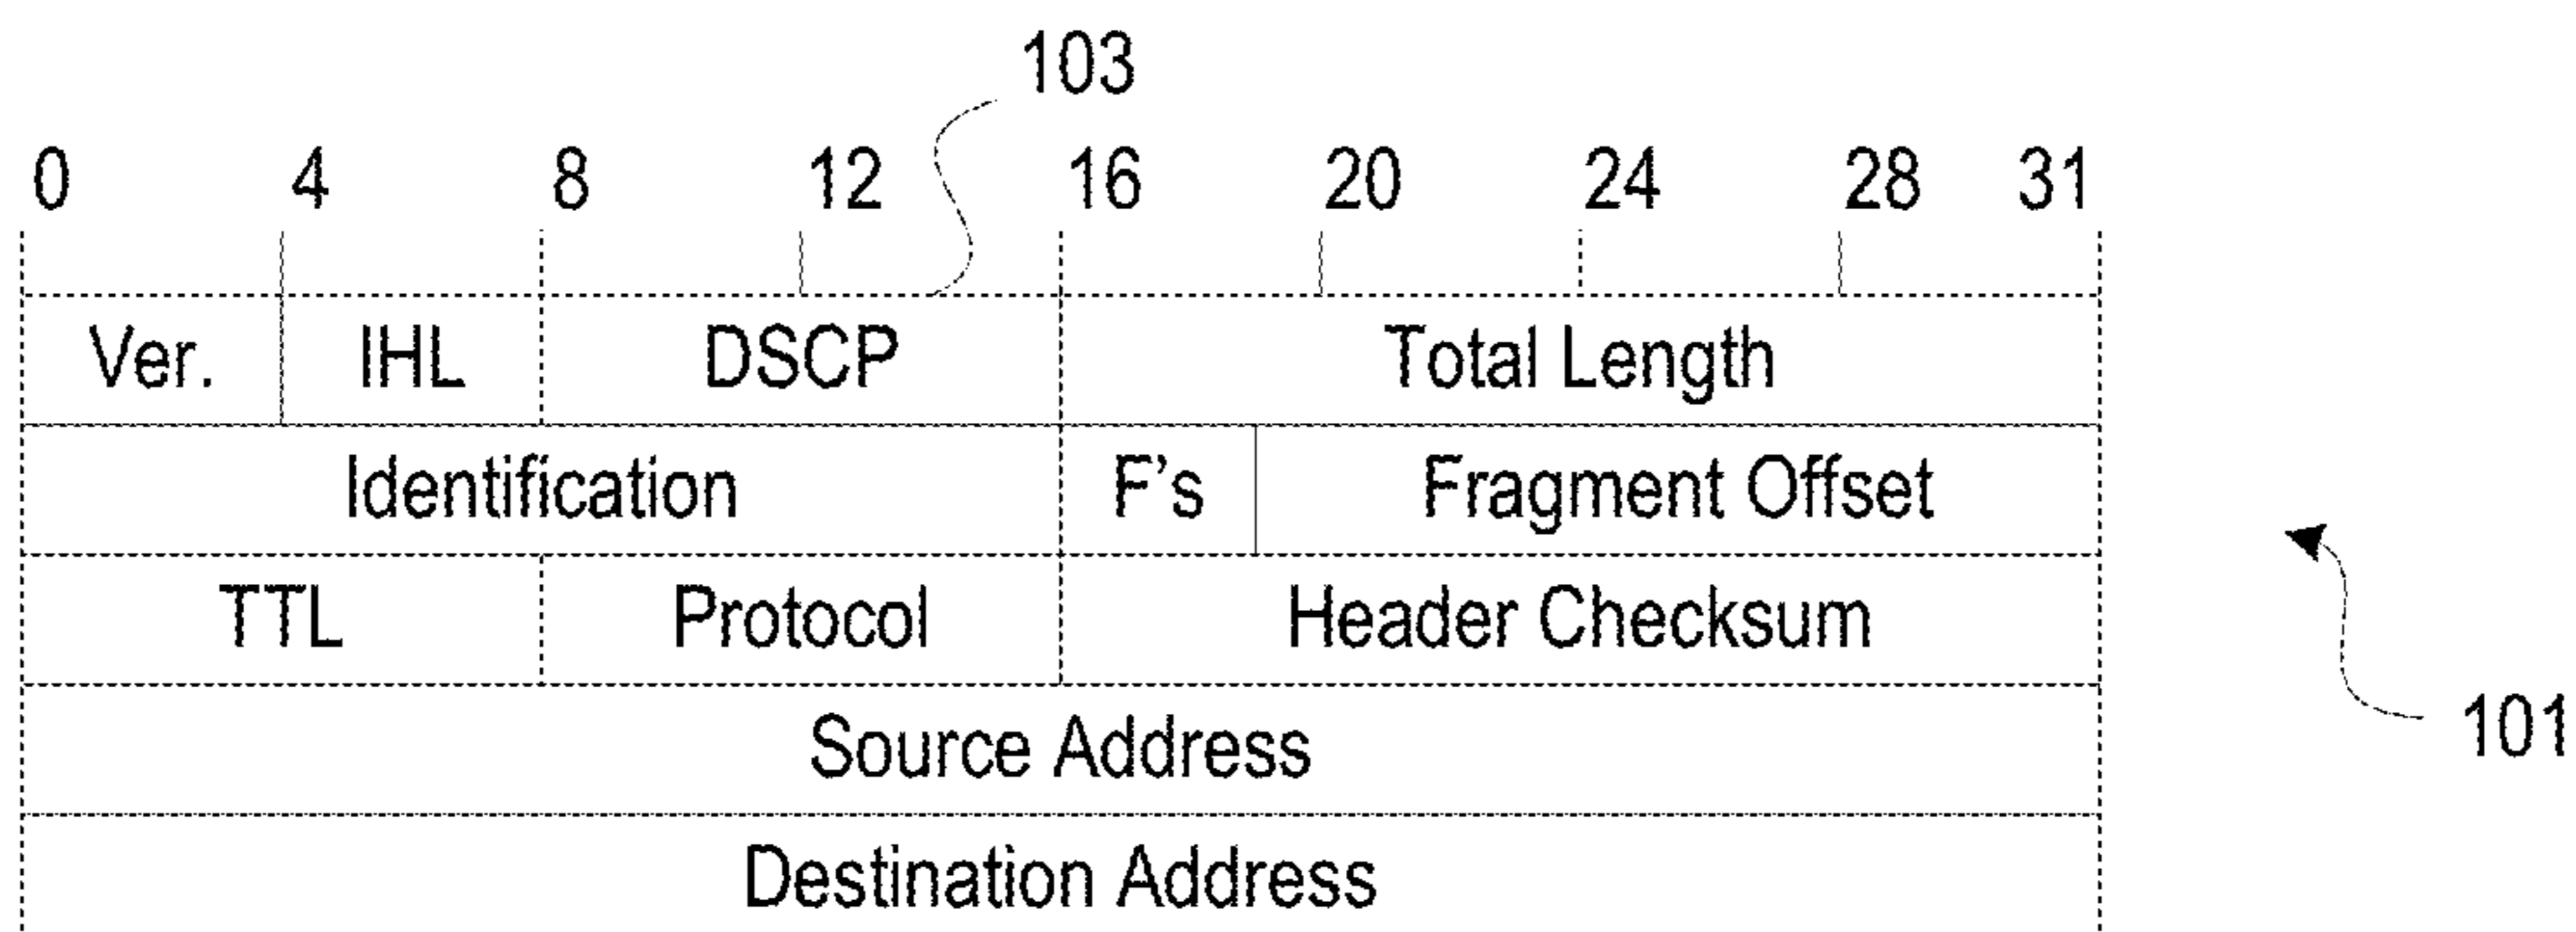 103
0 4 8 12 16 20 24 28 31
Ver. IHL DSCP Total Length
Identification F's Fragment Offset
TTL Protocol Header Checksum
Source Address
101
Destination Address